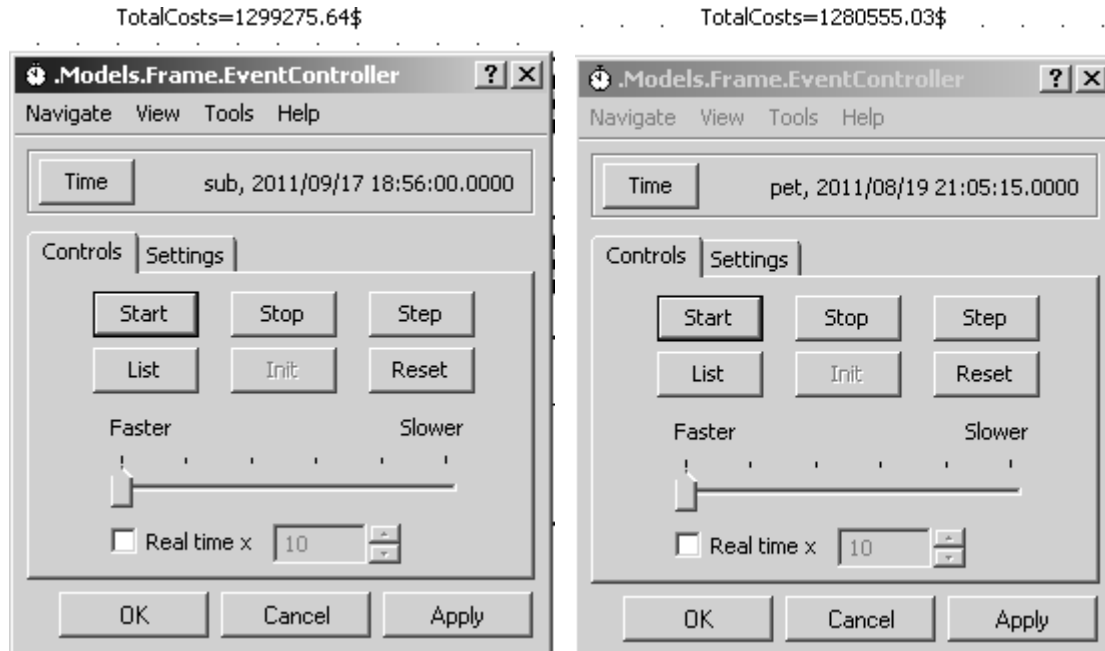 TotalCosts=1299275.64$
.Models.Frame.EventController
Navigate View Tools Help
Time sub, 2011/09/17 18:56:00.0000
Controls Settings
Start Stop Step
List Init Reset
Faster Slower
Real time x 10
OK Cancel Apply
TotalCosts=1280555.03$
.Models.Frame.EventController
Navigate View Tools Help
Time pet, 2011/08/19 21:05:15.0000
Controls Settings
Start Stop Step
List Init Reset
Faster Slower
Real time x 10
OK Cancel Apply